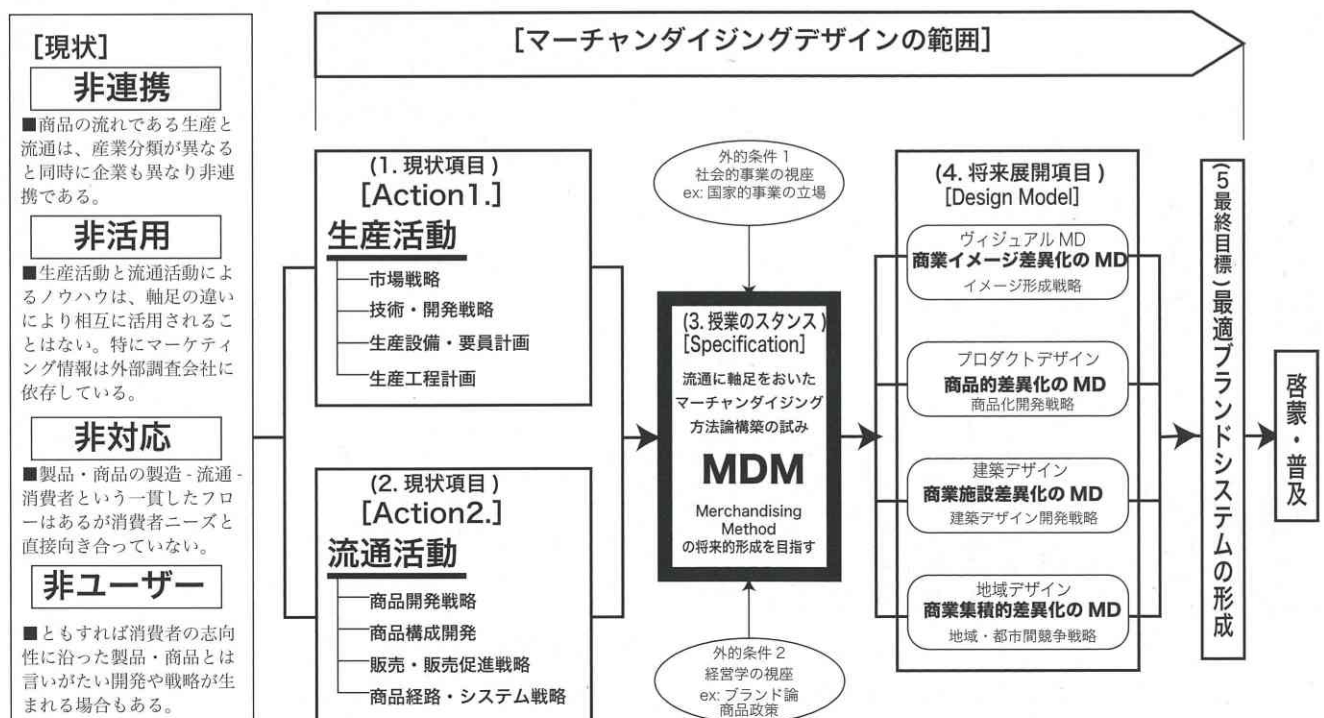 [現状]
非連携
■商品の流れである生産と
流通は、産業分類が異なる
と同時に企業も異なり非連
携である。
非活用
■生産活動と流通活動によ
るノウハウは、軸足の違い
により相互に活用されるこ
とはない。特にマーケティ
ング情報は外部調査会社に
依存している。
非対応
■製品・商品の製造 - 流通 -
消費者という一貫したフロ
ーはあるが消費者ニーズと
直接向き合っていない。
非ユーザー
■ともすれば消費者の志向
性に沿った製品・商品とは
言いがたい開発や戦略が生
まれる場合もある。
[マーチャンダイジングデザインの範囲]
(1. 現状項目 )
[Action1.]
生産活動
市場戦略
技術・開発戦略
生産設備・要員計画
生産工程計画
(2. 現状項目 )
[Action2.]
流通活動
商品開発戦略
商品構成開発
販売・販売促進戦略
商品経路・システム戦略
外的条件 1
社会的事業の視座
ex: 国家的事業の立場
(3. 授業のスタンス )
[Specification]
流通に軸足をおいた
マーチャンダイジング
方法論構築の試み
MDM
Merchandising
Method
の将来的形成を目指す
外的条件 2
経営学の視座
ex: ブランド論
商品政策
(4. 将来展開項目 )
[Design Model]
ヴィジュアル MD
商業イメージ差異化の MD
イメージ形成戦略
プロダクトデザイン
商品的差異化の MD
商品化開発戦略
建築デザイン
商業施設差異化の MD
建築デザイン開発戦略
地域デザイン
商業集積的差異化の MD
地域・都市間競争戦略
(5最終目標)最適ブランドシステムの形成
啓蒙・普及